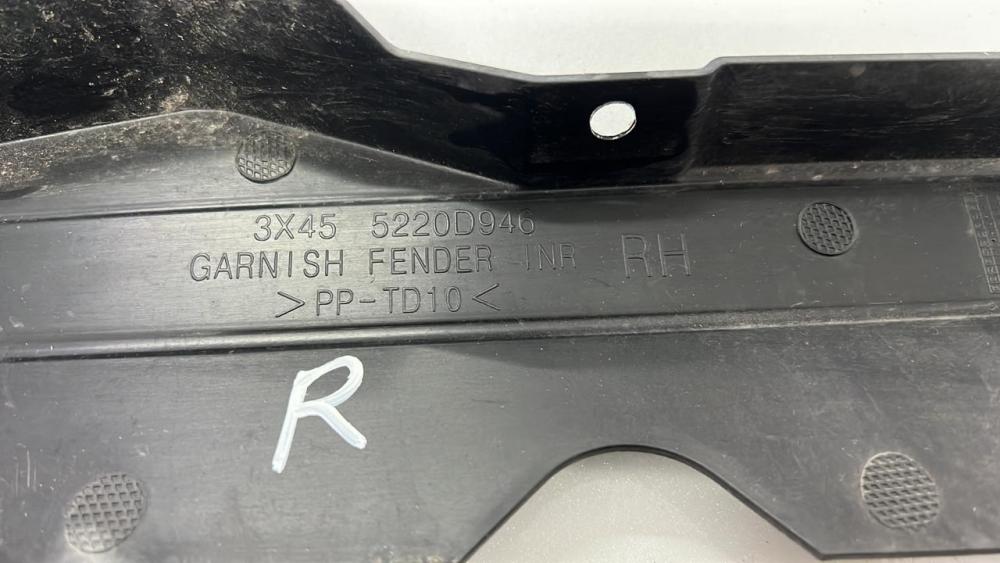 3X45 5220D946
GARNISH FENDER INR RH
>PP-TD10<
R